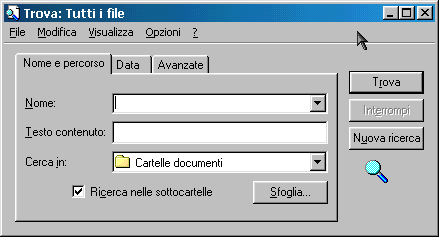 Trova: Tutti i file
File Modifica Visualizza Opzioni ?
Nome e percorso Data Avanzate
Nome:
Testo contenuto:
Cerca in: Cartelle documenti
Ricerca nelle sottocartelle Sfoglia...
Trova
Interrompi
Nuova ricerca